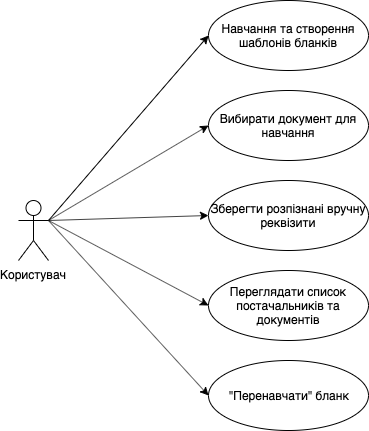 Навчання та створення
шаблонів бланків
Вибирати документ для
навчання
Зберегти розпізнані вручну
реквізити
Користувач
Переглядати список
постачальників та
документів
"Перенавчати" бланк